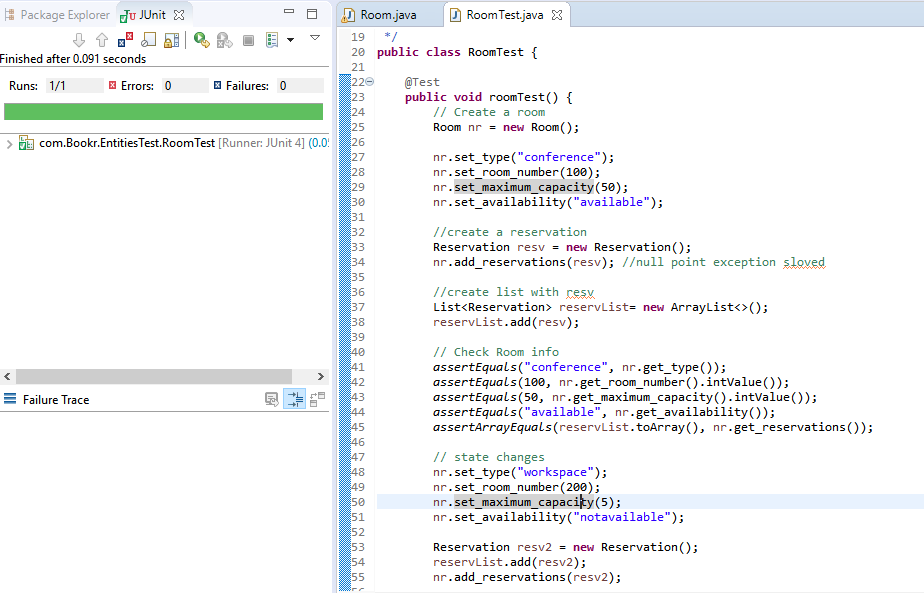 Package Explorer JUnit
Finished after 0.091 seconds
Runs: 1/1 Errors: 0 Failures: 0
com.Bookr.EntitiesTest.RoomTest [Runner: JUnit 4] (0.0
Failure Trace
Room.java RoomTest.java
19 */
20 public class RoomTest {
21
22 @Test
23 public void roomTest() {
24 // Create a room
25 Room nr = new Room();
26
27 nr.set_type("conference");
28 nr.set_room_number(100);
29 nr.set_maximum_capacity(50);
30 nr.set_availability("available");
31
32 //create a reservation
33 Reservation resv = new Reservation();
34 nr.add_reservations(resv); //null point exception sloved
35
36 //create list with resv
37 List<Reservation> reservList= new ArrayList<>();
38 reservList.add(resv);
39
40 // Check Room info
41 assertEquals("conference", nr.get_type());
42 assertEquals(100, nr.get_room_number().intValue());
43 assertEquals(50, nr.get_maximum_capacity().intValue());
44 assertEquals("available", nr.get_availability());
45 assertArrayEquals(reservList.toArray(), nr.get_reservations());
46
47 // state changes
48 nr.set_type("workspace");
49 nr.set_room_number(200);
50 nr.set_maximum_capacity(5);
51 nr.set_availability("notavailable");
52
53 Reservation resv2 = new Reservation();
54 reservList.add(resv2);
55 nr.add_reservations(resv2);